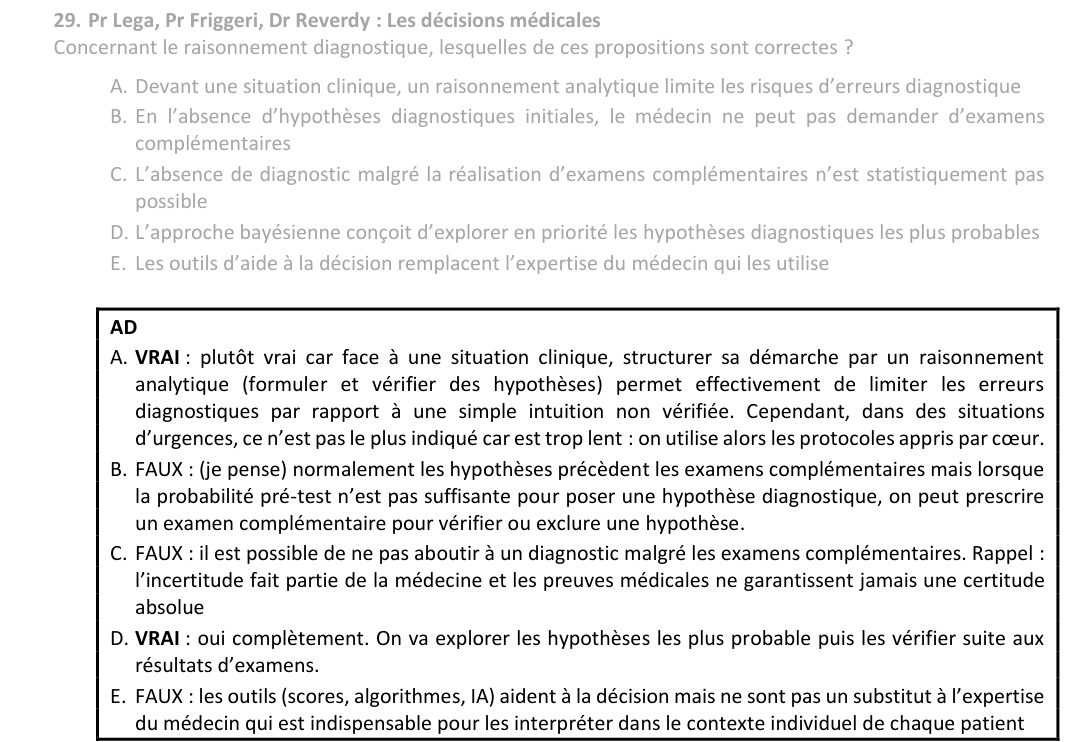 29. Pr Lega, Pr Friggeri, Dr Reverdy : Les décisions médicales
Concernant le raisonnement diagnostique, lesquelles de ces propositions sont correctes ?
A. Devant une situation clinique, un raisonnement analytique limite les risques d’erreurs diagnostique
B. En l’absence d’hypothèses diagnostiques initiales, le médecin ne peut pas demander d’examens
complémentaires
C. L’absence de diagnostic malgré la réalisation d’examens complémentaires n’est statistiquement pas
possible
D. L’approche bayésienne conçoit d’explorer en priorité les hypothèses diagnostiques les plus probables
E. Les outils d’aide à la décision remplacent l’expertise du médecin qui les utilise
AD
A. VRAI : plutôt vrai car face à une situation clinique, structurer sa démarche par un raisonnement
analytique (formuler et vérifier des hypothèses) permet effectivement de limiter les erreurs
diagnostiques par rapport à une simple intuition non vérifiée. Cependant, dans des situations
d’urgences, ce n’est pas le plus indiqué car est trop lent : on utilise alors les protocoles appris par cœur.
B. FAUX : (je pense) normalement les hypothèses précèdent les examens complémentaires mais lorsque
la probabilité pré-test n’est pas suffisante pour poser une hypothèse diagnostique, on peut prescrire
un examen complémentaire pour vérifier ou exclure une hypothèse.
C. FAUX : il est possible de ne pas aboutir à un diagnostic malgré les examens complémentaires. Rappel :
l’incertitude fait partie de la médecine et les preuves médicales ne garantissent jamais une certitude
absolue
D. VRAI : oui complètement. On va explorer les hypothèses les plus probable puis les vérifier suite aux
résultats d’examens.
E. FAUX : les outils (scores, algorithmes, IA) aident à la décision mais ne sont pas un substitut à l’expertise
du médecin qui est indispensable pour les interpréter dans le contexte individuel de chaque patient